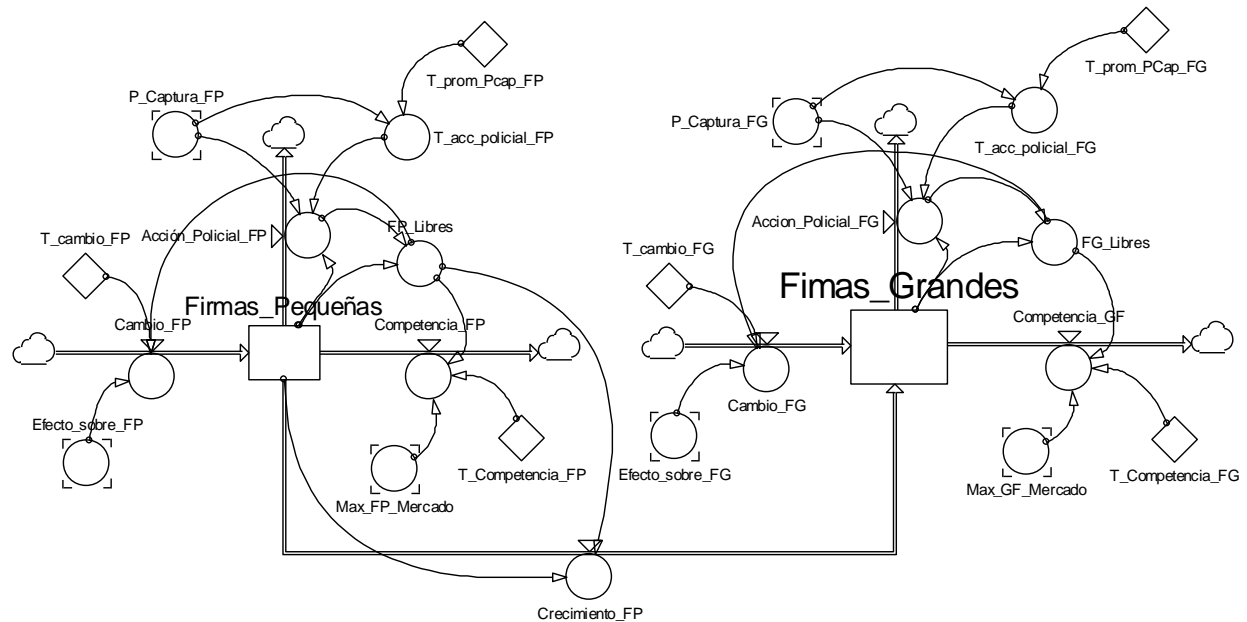 T_prom_Pcap_FP
P_Captura_FP
T_acc_policial_FP
Acción_Policial_FP
FP_Libres
T_cambio_FP
Firmas_Pequeñas
Cambio_FP
Competencia_FP
Efecto_sobre_FP
T_Competencia_FP
Max_FP_Mercado
Crecimiento_FP
T_prom_PCap_FG
P_Captura_FG
T_acc_policial_FG
Accion_Policial_FG
FG_Libres
T_cambio_FG
Fimas_Grandes
Competencia_GF
Cambio_FG
Efecto_sobre_FG
T_Competencia_FG
Max_GF_Mercado